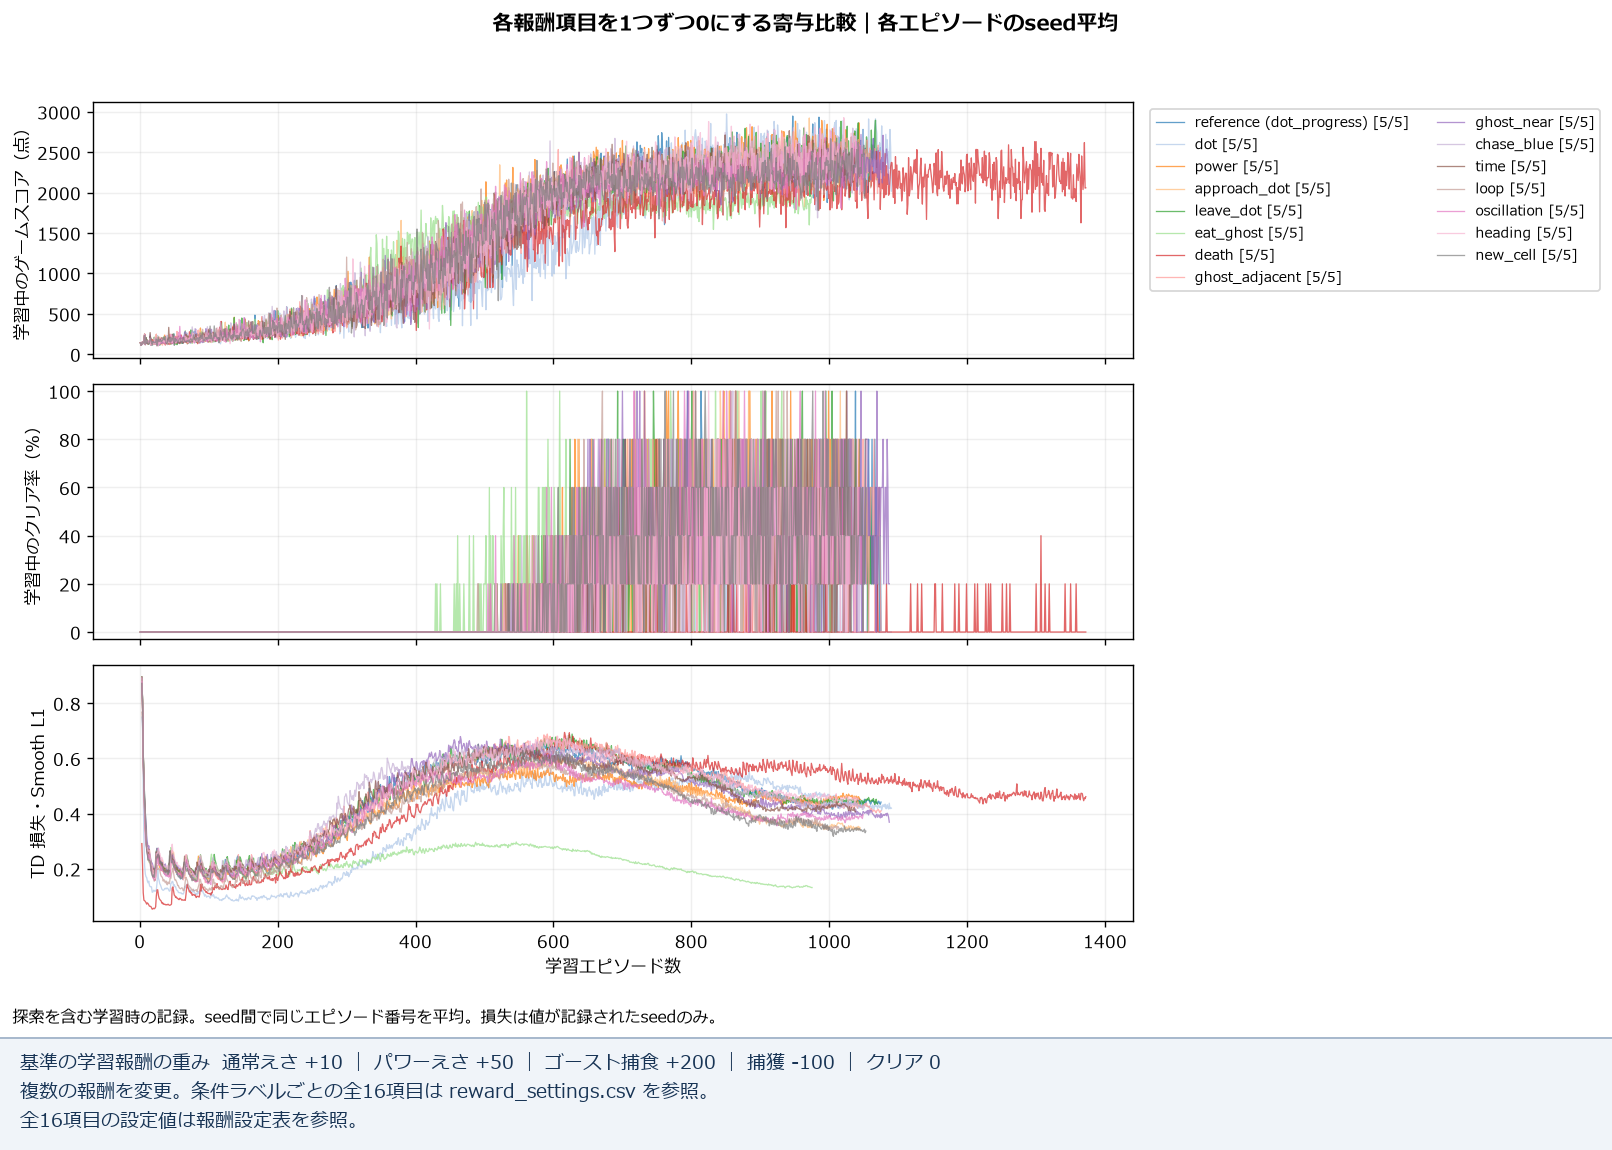 各報酬項目を1つずつ0にする寄与比較｜各エピソードのseed平均
学習中のゲームスコア（点）
3000
2500
2000
1500
1000
500
0
reference (dot_progress) [5/5]
dot [5/5]
power [5/5]
approach_dot [5/5]
leave_dot [5/5]
eat_ghost [5/5]
death [5/5]
ghost_adjacent [5/5]
ghost_near [5/5]
chase_blue [5/5]
time [5/5]
loop [5/5]
oscillation [5/5]
heading [5/5]
new_cell [5/5]
学習中のクリア率（%）
100
80
60
40
20
0
TD 損失・Smooth L1
0.8
0.6
0.4
0.2
0 200 400 600 800 1000 1200 1400
学習エピソード数
探索を含む学習時の記録。seed間で同じエピソード番号を平均。損失は値が記録されたseedのみ。
基準の学習報酬の重み 通常えさ +10 ｜ パワーえさ +50 ｜ ゴースト捕食 +200 ｜ 捕獲 -100 ｜ クリア 0
複数の報酬を変更。条件ラベルごとの全16項目は reward_settings.csv を参照。
全16項目の設定値は報酬設定表を参照。